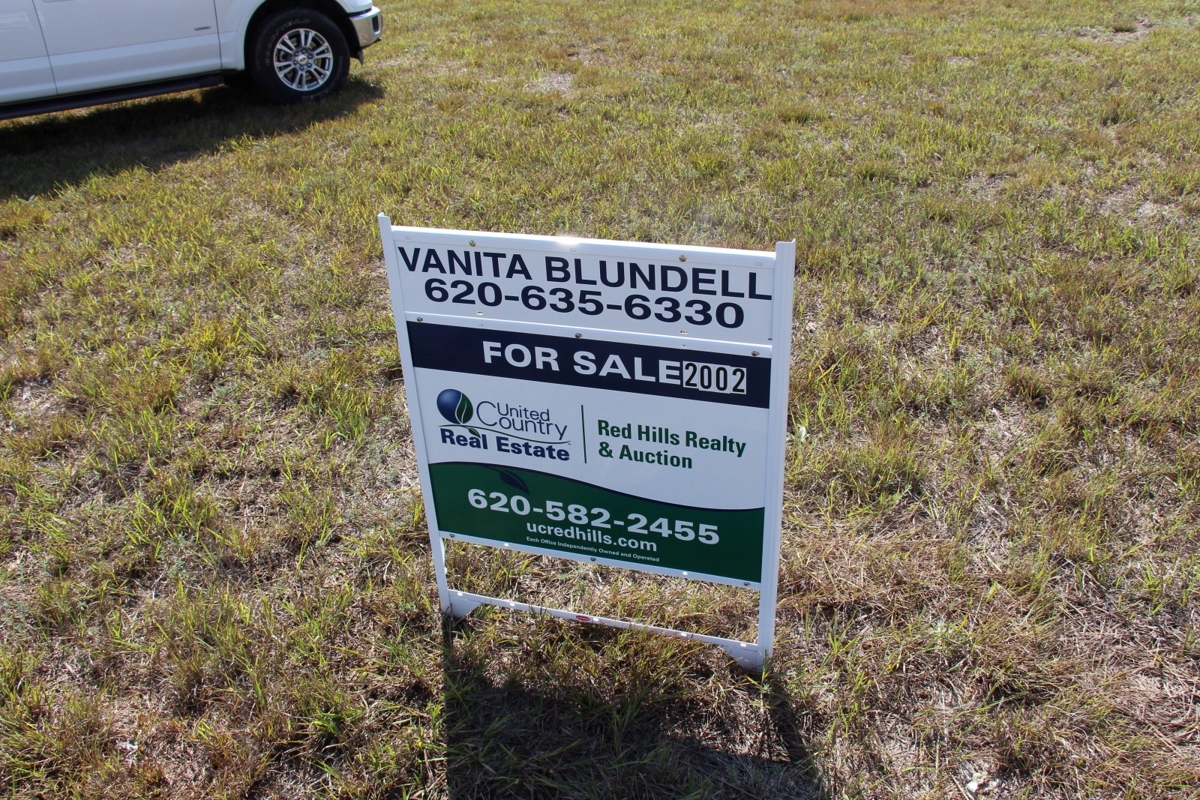 VANITA BLUNDELL
620-635-6330
FOR SALE 2002
United
Country
Real Estate
Red Hills Realty
& Auction
620-582-2455
ucredhills.com
Each Office Independently Owned and Operated